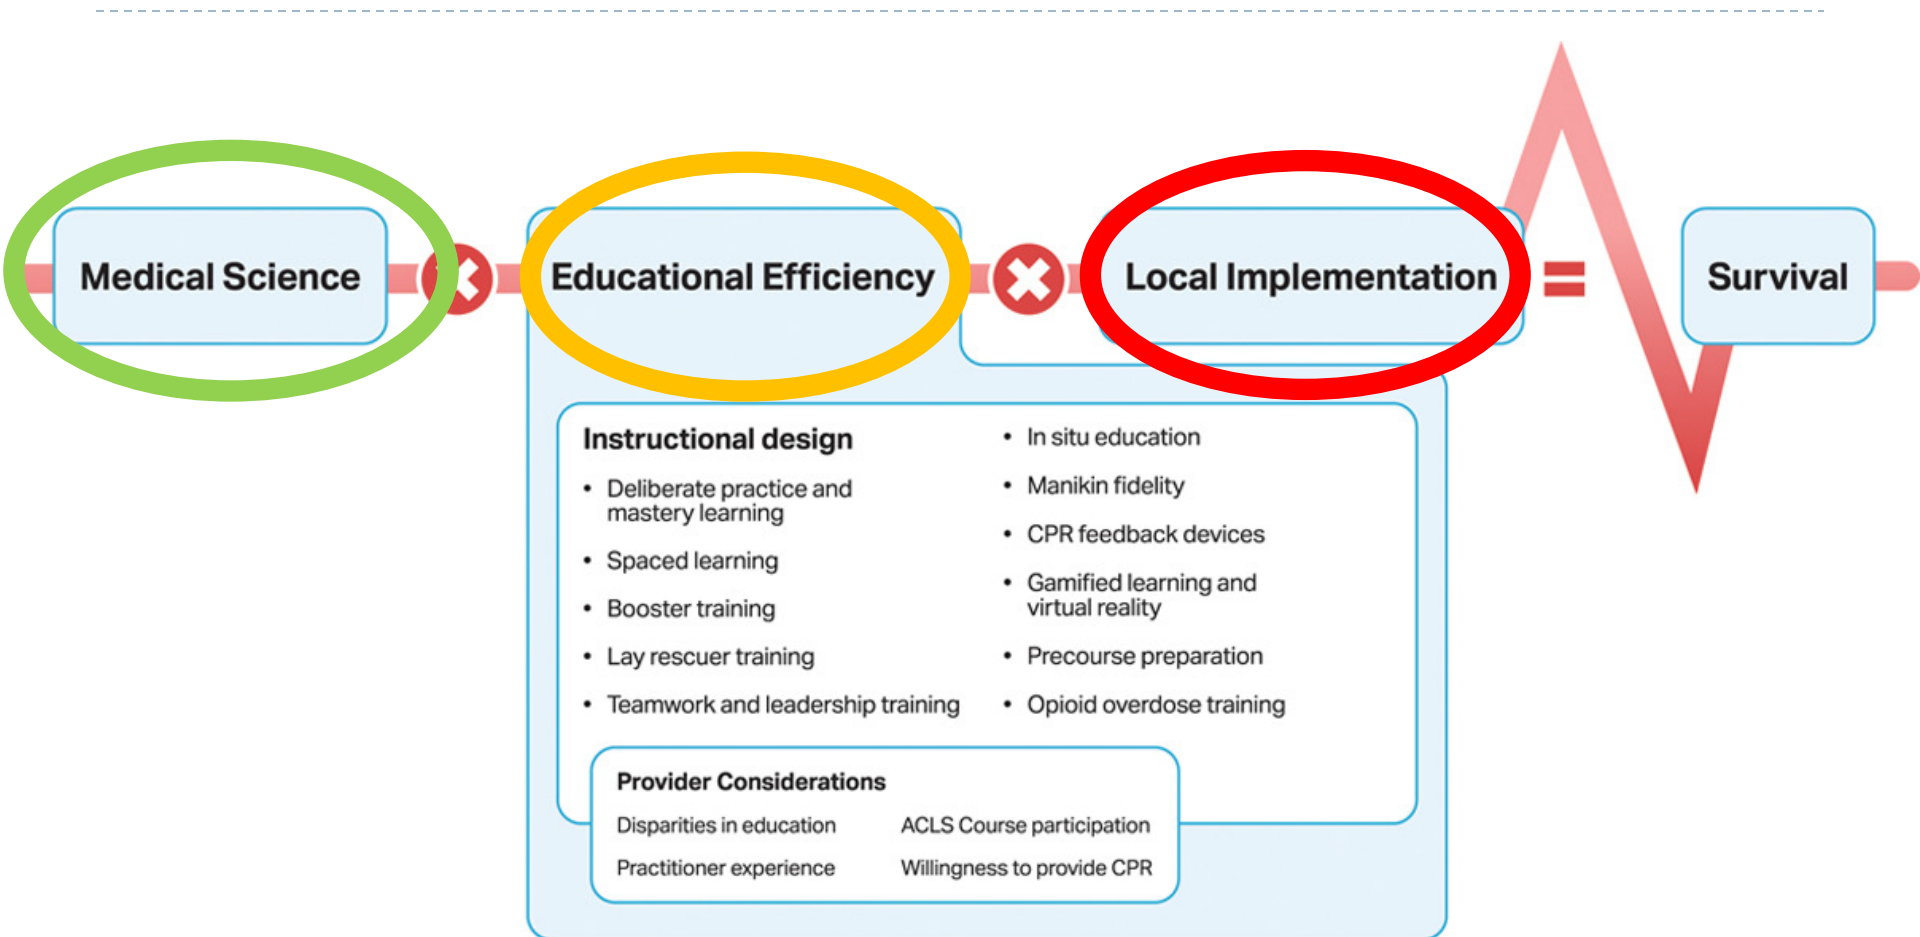 Medical Science
Educational Efficiency
Local Implementation
=
Survival
Instructional design
• Deliberate practice and
mastery learning
• Spaced learning
• Booster training
• Lay rescuer training
• Teamwork and leadership training
• In situ education
• Manikin fidelity
• CPR feedback devices
• Gamified learning and
virtual reality
• Precourse preparation
• Opioid overdose training
Provider Considerations
Disparities in education
Practitioner experience
ACLS Course participation
Willingness to provide CPR